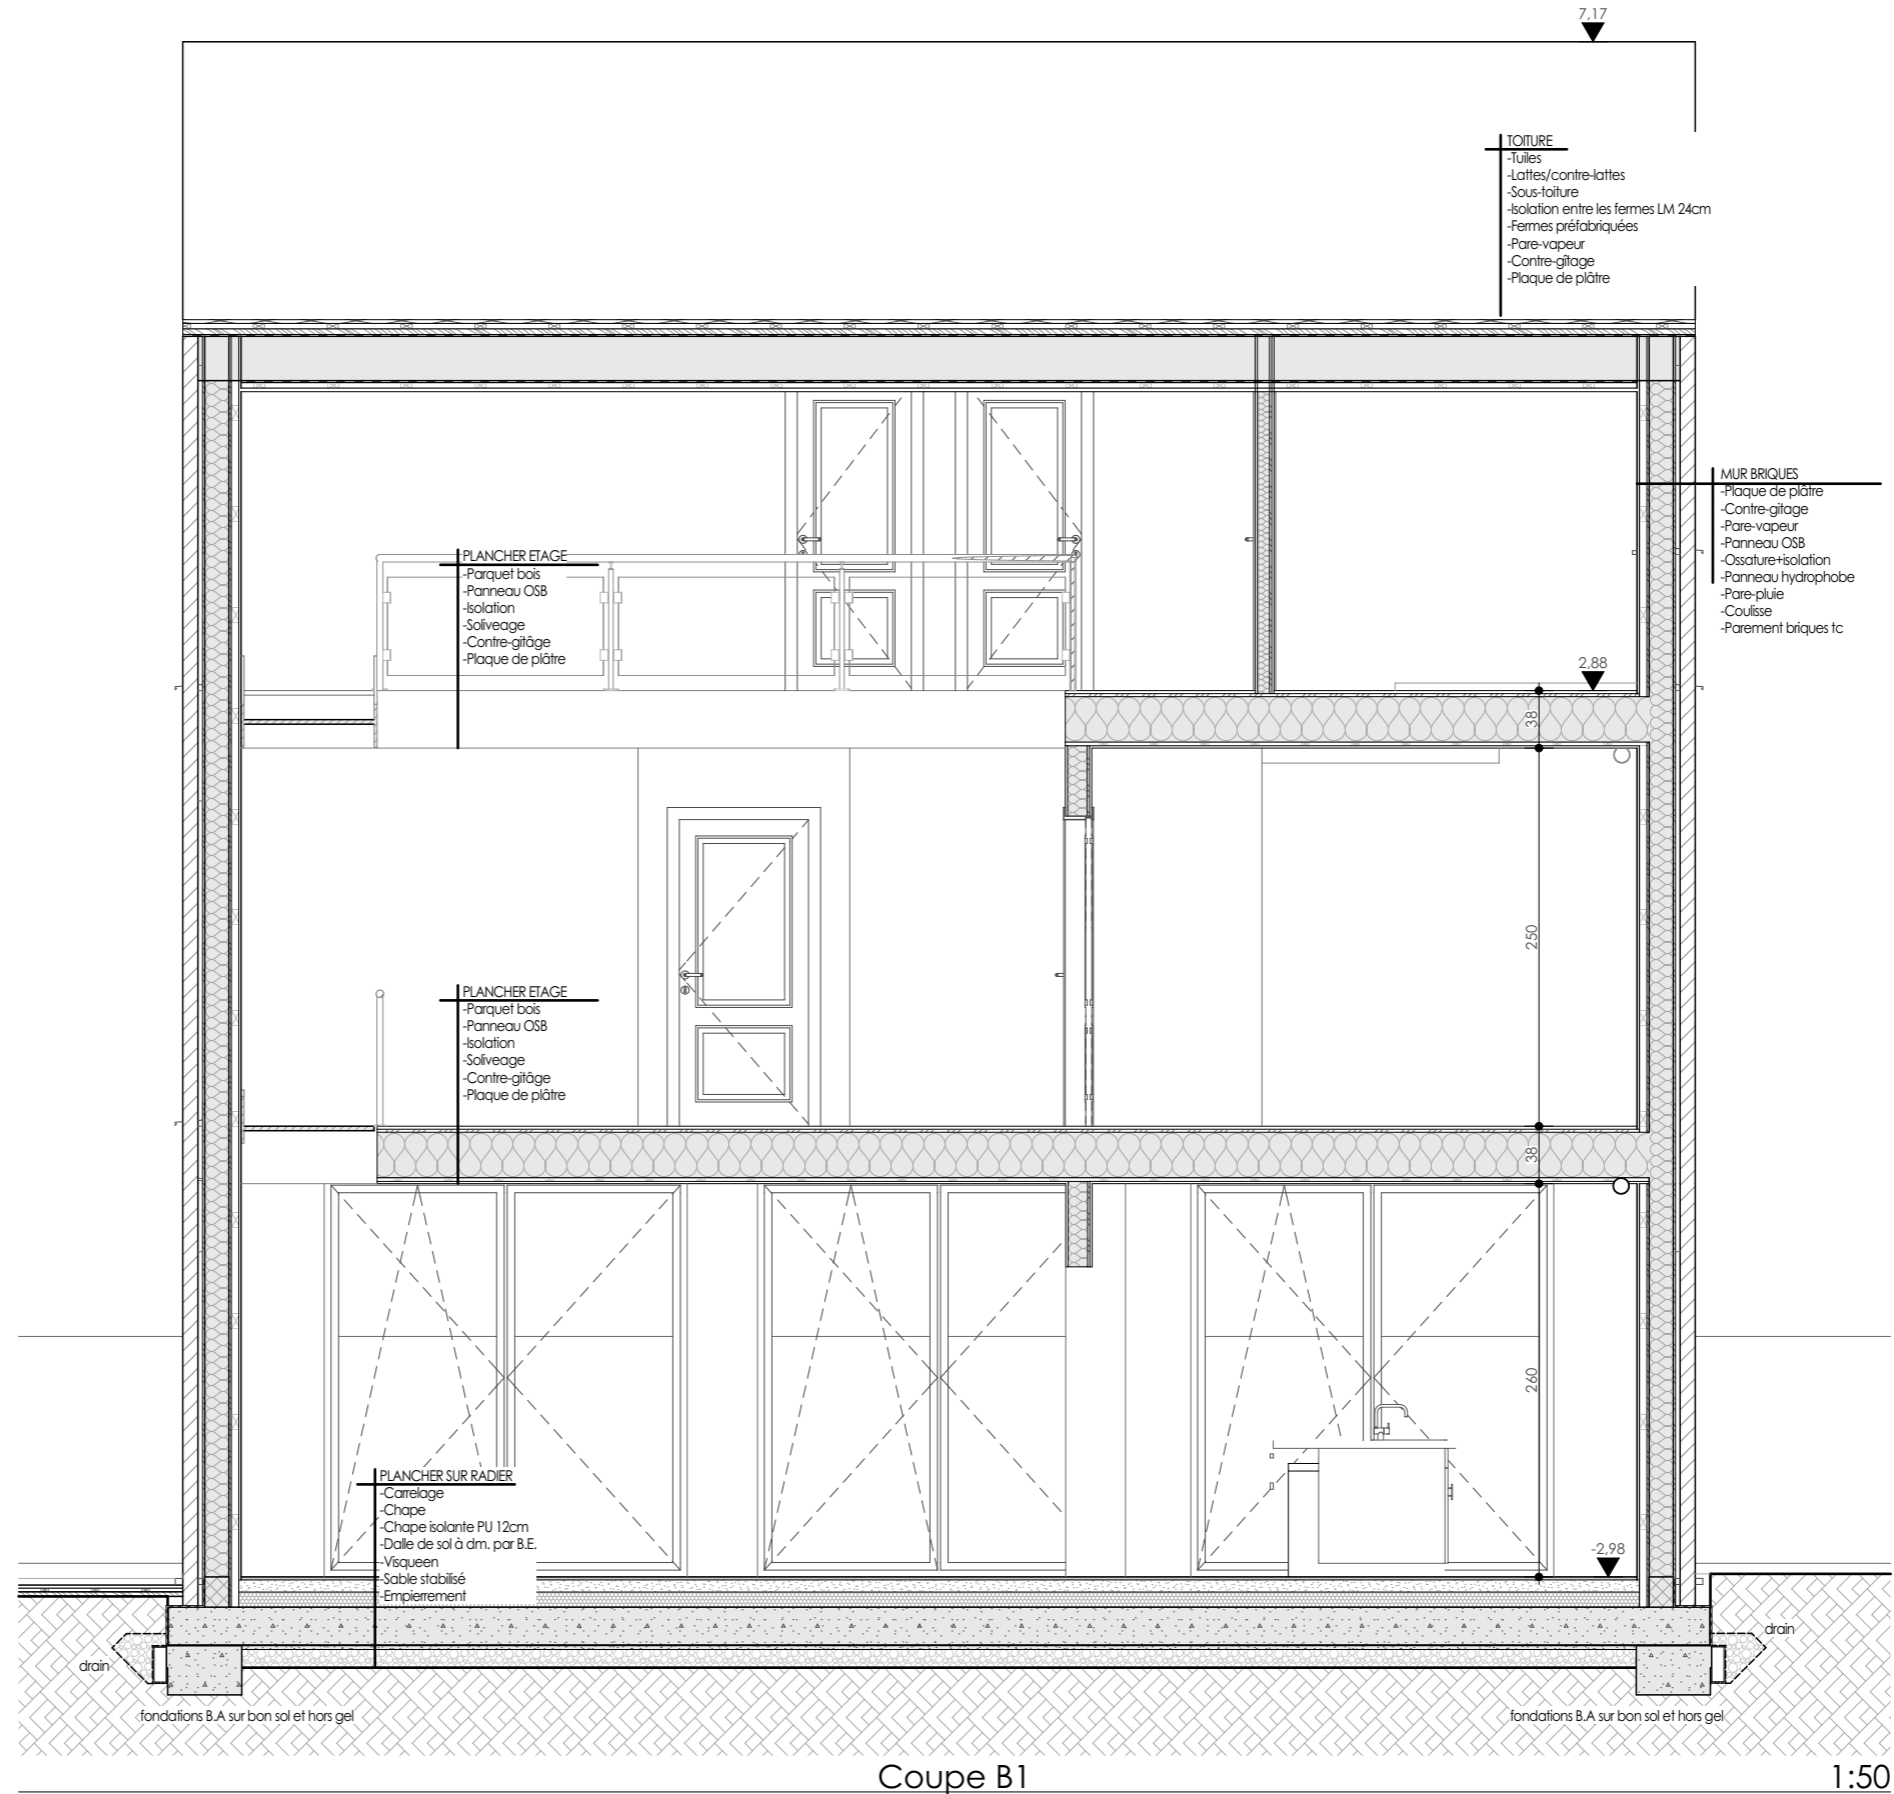 7,17
TOITURE
-Tuiles
-Lattes/contre-lattes
-Sous-toiture
-Isolation entre les fermes LM 24cm
-Fermes préfabriquées
-Pare-vapeur
-Contre-gîtage
-Plaque de plâtre
MUR BRIQUES
-Plaque de plâtre
-Contre-gitage
-Pare-vapeur
-Panneau OSB
-Ossature+isolation
-Panneau hydrophobe
-Pare-pluie
-Coulisse
-Parement briques tc
PLANCHER ETAGE
-Parquet bois
-Panneau OSB
-Isolation
-Soliveage
-Contre-gitâge
-Plaque de plâtre
2,88
38
250
PLANCHER ETAGE
-Parquet bois
-Panneau OSB
-Isolation
-Soliveage
-Contre-gitâge
-Plaque de plâtre
38
260
PLANCHER SUR RADIER
-Carrelage
-Chape
-Chape isolante PU 12cm
-Dalle de sol à dm. par B.E.
-Visqueen
-Sable stabilisé
-Empierrement
-2,98
drain
drain
fondations B.A sur bon sol et hors gel
fondations B.A sur bon sol et hors gel
Coupe B1
1:50